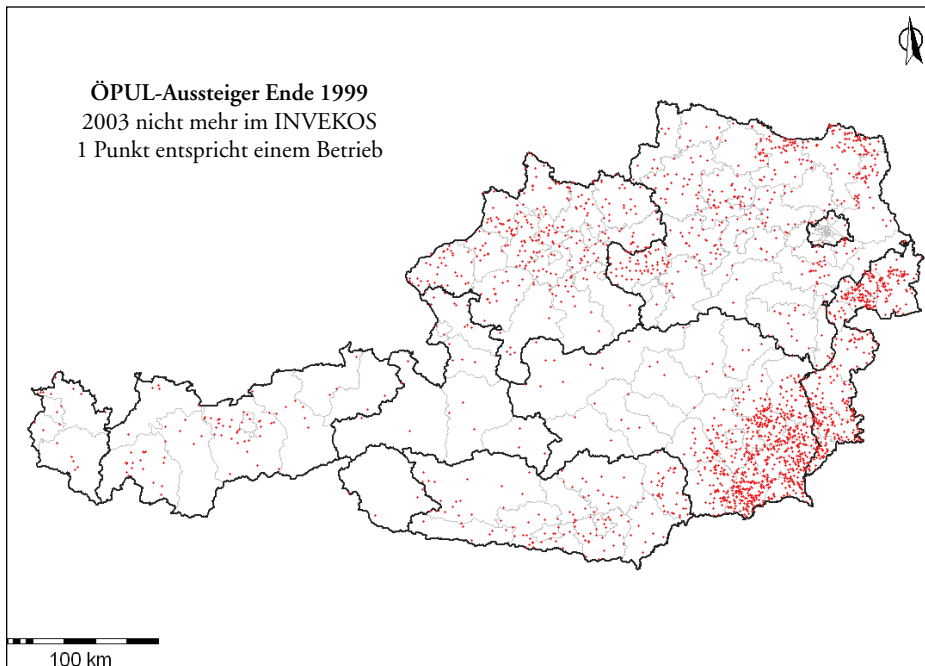 ÖPUL-Aussteiger Ende 1999
2003 nicht mehr im INVEKOS
1 Punkt entspricht einem Betrieb
100 km